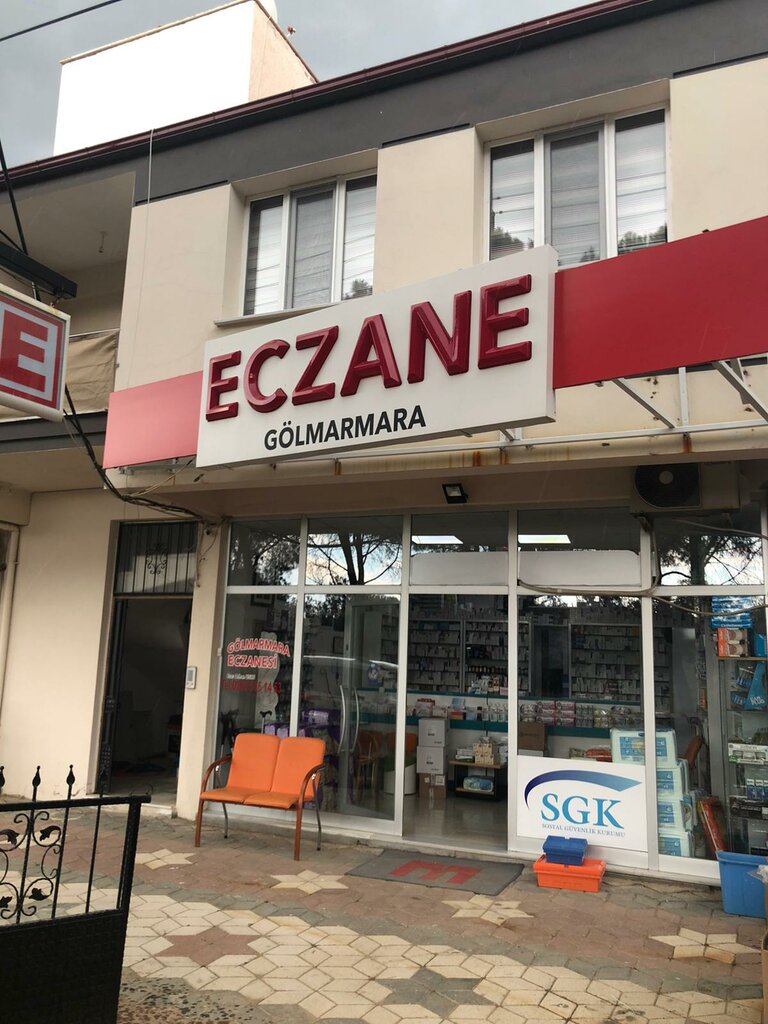 E
ECZANE
GÖLMARMARA
GÖLMARMARA
ECZANESİ
SGK
SOSYAL GÜVENLİK KURUMU
E